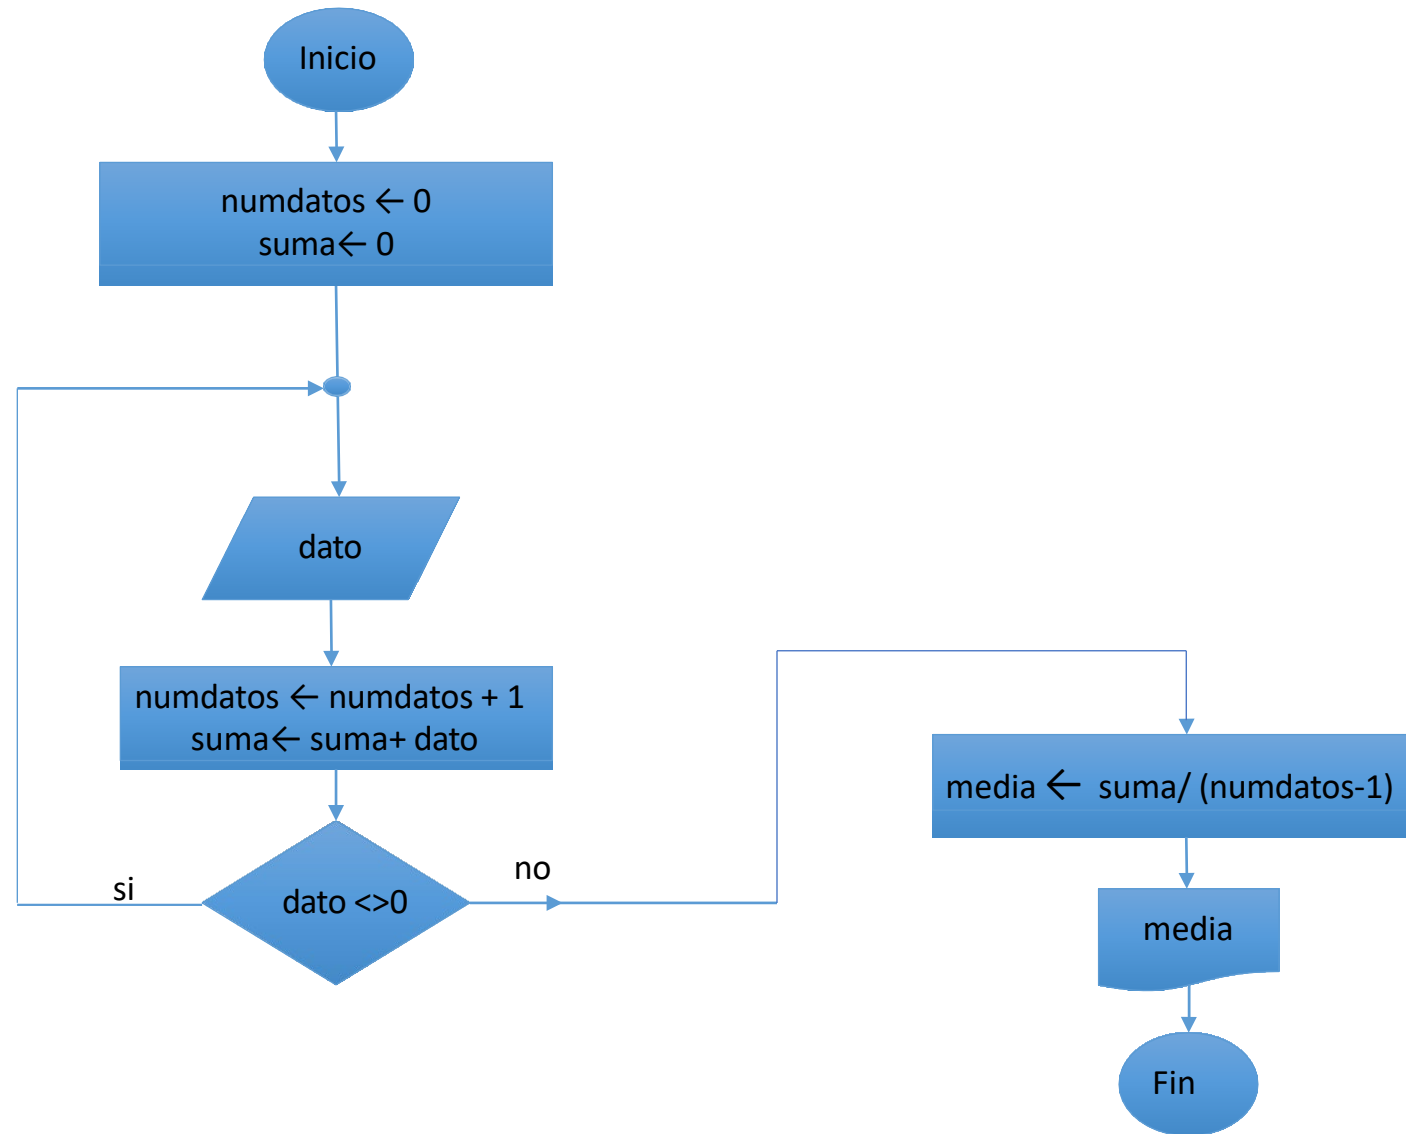 Inicio
numdatos ← 0
suma← 0
dato
numdatos ← numdatos + 1
suma← suma+ dato
dato <>0
si
no
media ← suma/ (numdatos-1)
media
Fin